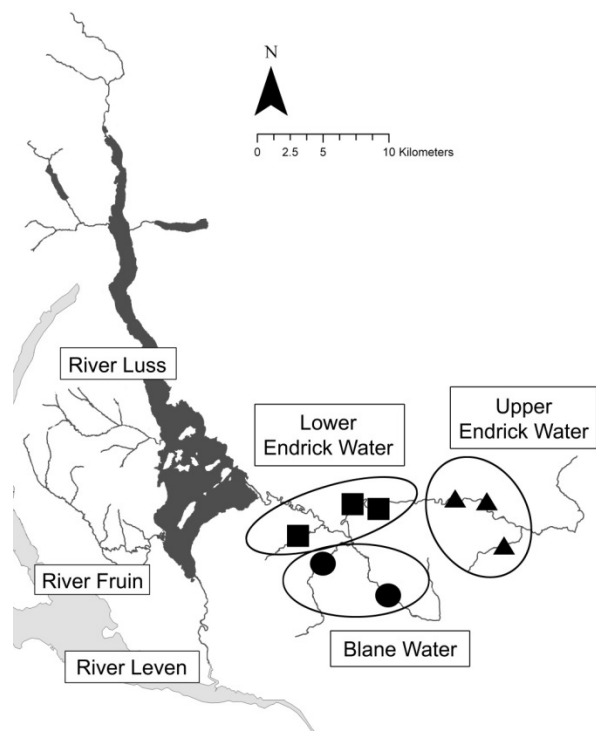 N
0 2.5 5 10 Kilometers
River Luss
Lower
Endrick Water
Upper
Endrick Water
River Fruin
River Leven
Blane Water